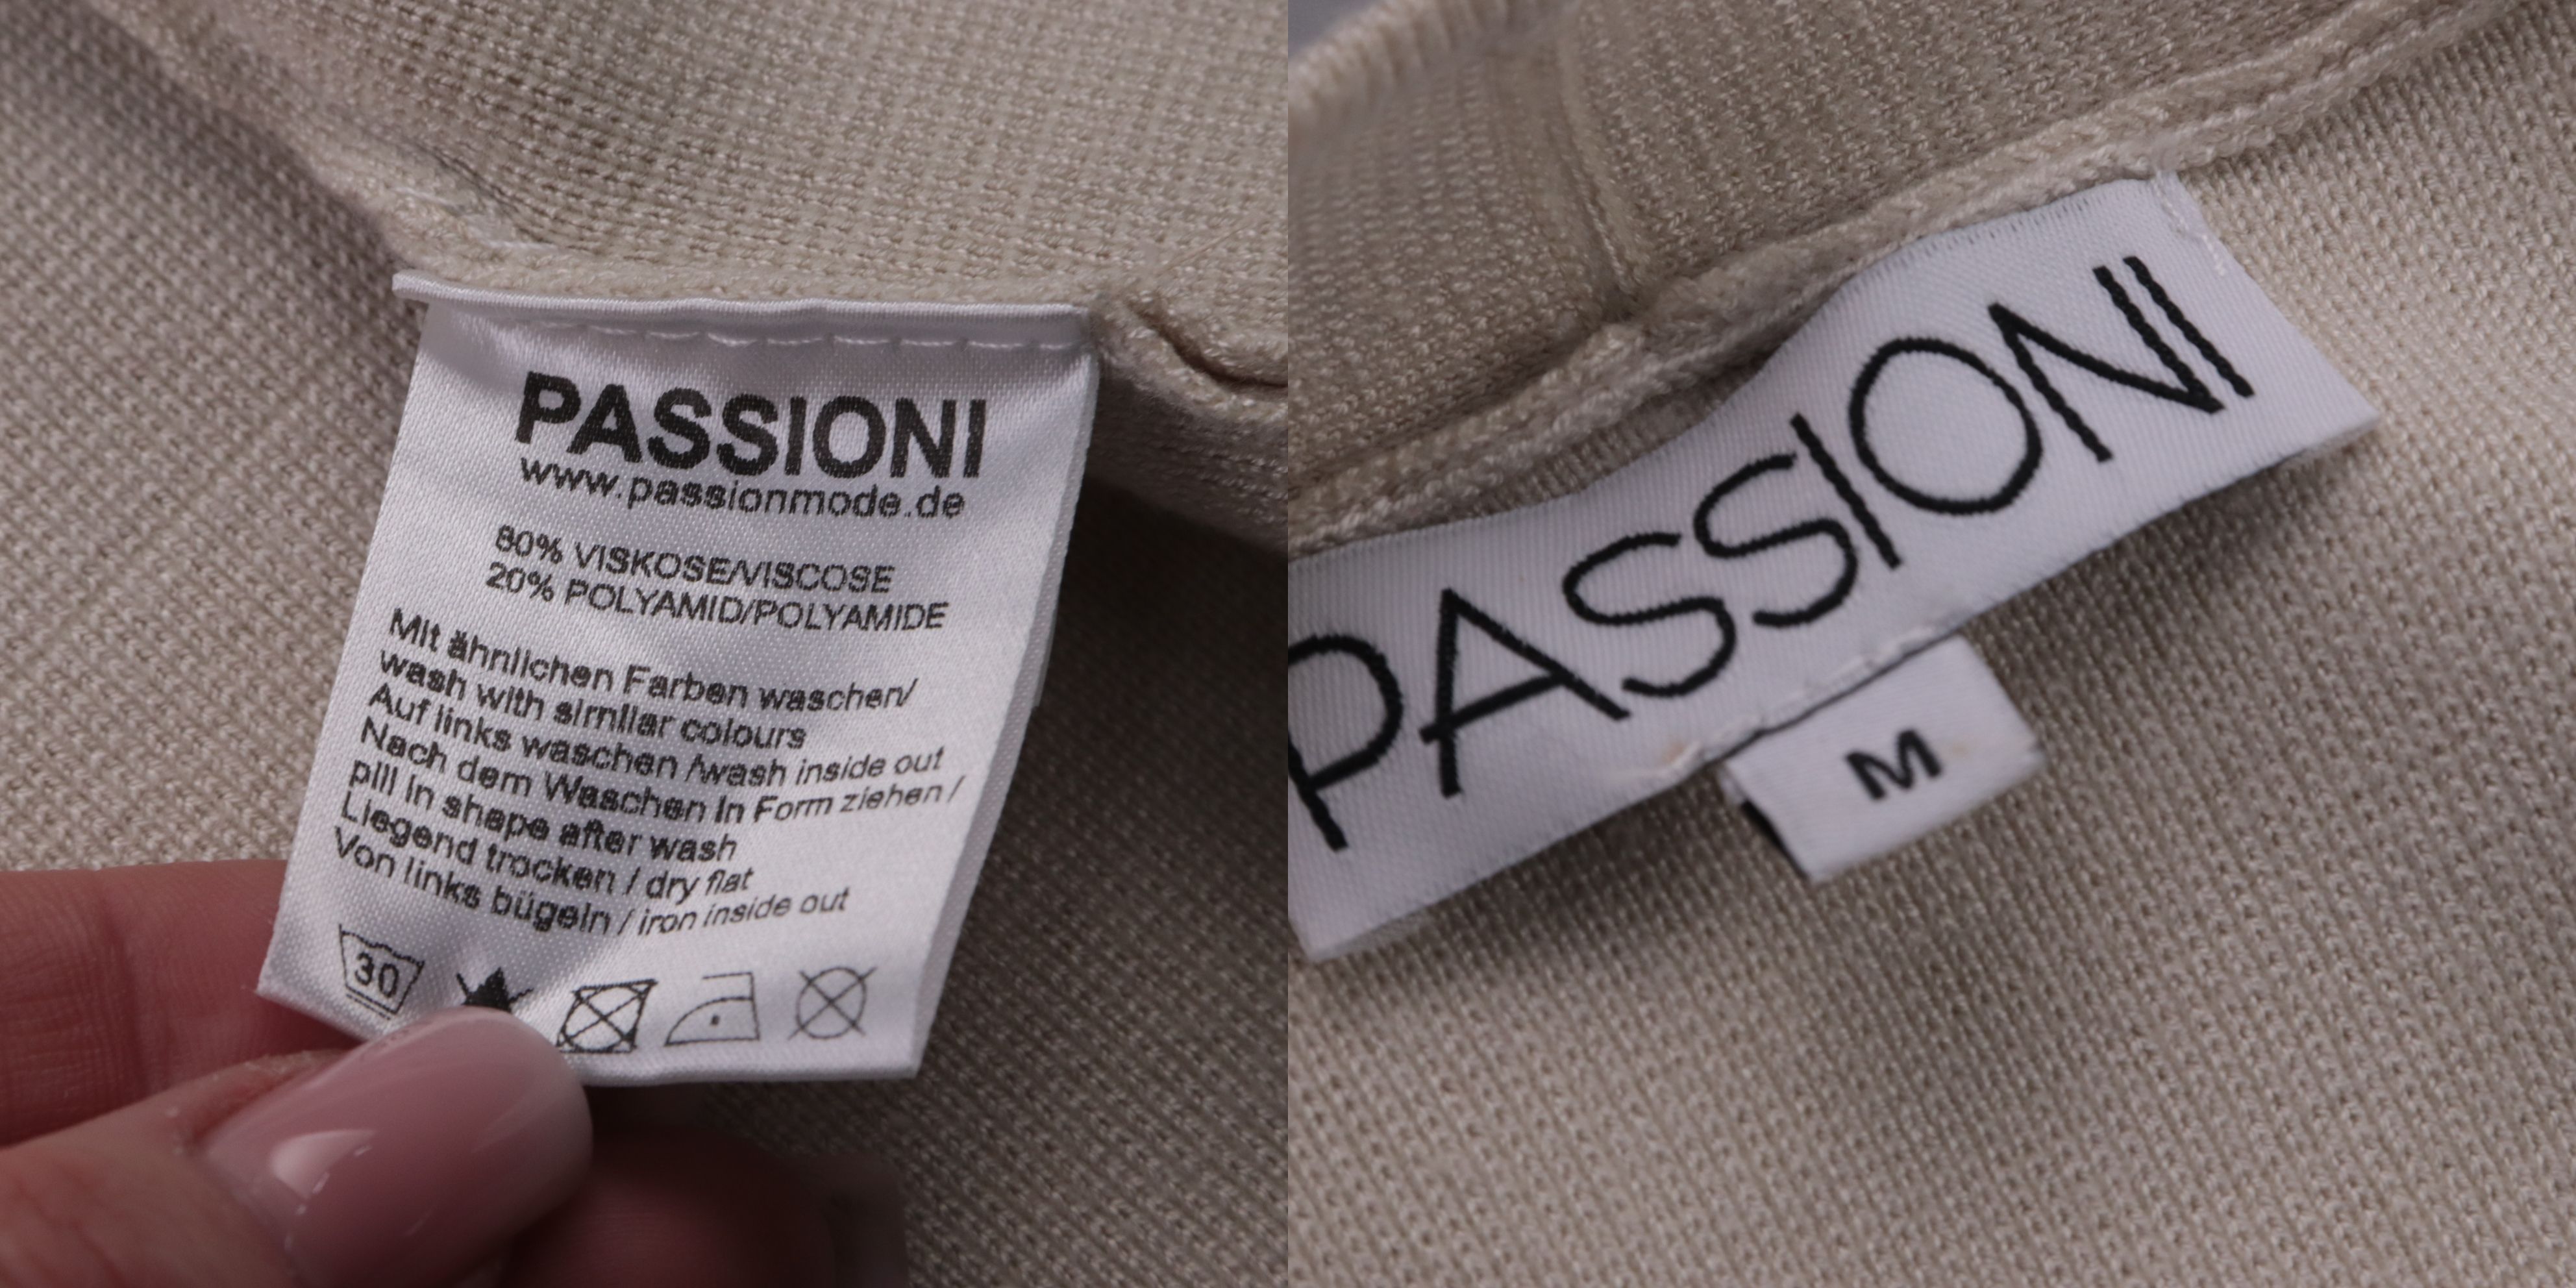 PASSIONI
www.passionmode.de
80% VISKOSE/VISCOSE
20% POLYAMID/POLYAMIDE
Mit ähnlichen Farben waschen/
wash with similar colours
Auf links waschen /wash inside out
Nach dem Waschen in Form ziehen /
pill in shape after wash
Liegend trocken / dry flat
Von links bügeln / iron inside out
30
PASSIONI
M